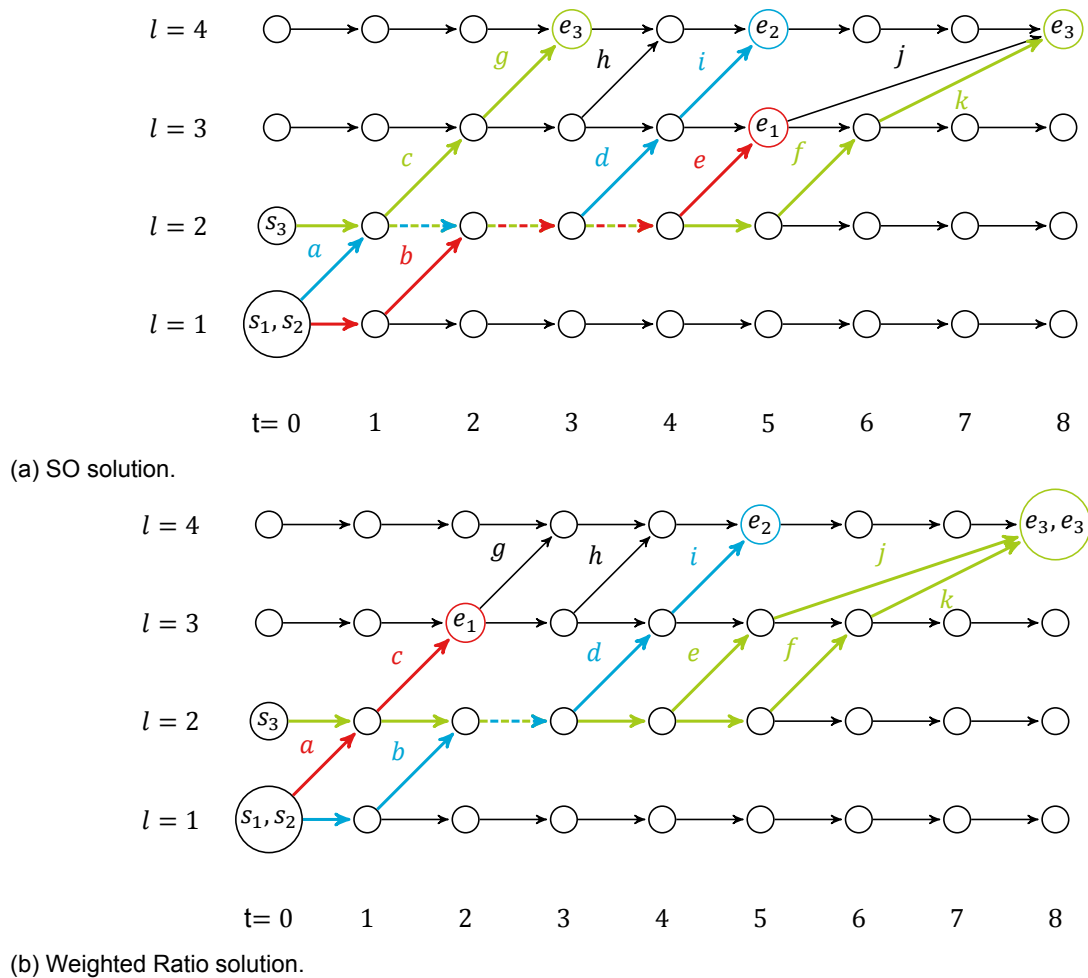 l = 4 e₃ e₂ e₃
g h i j
k
l = 3 e₁
c d e f
l = 2 s₃
a b
l = 1 s₁, s₂
t= 0 1 2 3 4 5 6 7 8
(a) SO solution.
l = 4 e₂ e₃, e₃
g h i j
k
l = 3 e₁
c d e f
l = 2 s₃
a b
l = 1 s₁, s₂
t= 0 1 2 3 4 5 6 7 8
(b) Weighted Ratio solution.